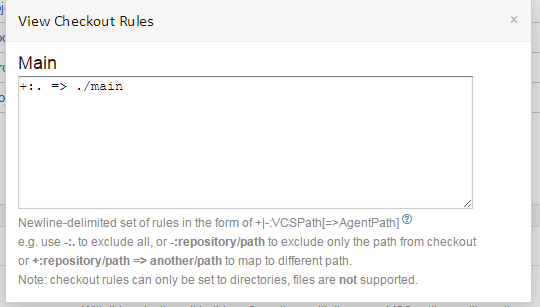 View Checkout Rules
×
Main
+:. => ./main
Newline-delimited set of rules in the form of +|-:VCSPath[=>AgentPath] ?
e.g. use -:. to exclude all, or -:repository/path to exclude only the path from checkout
or +:repository/path => another/path to map to different path.
Note: checkout rules can only be set to directories, files are not supported.